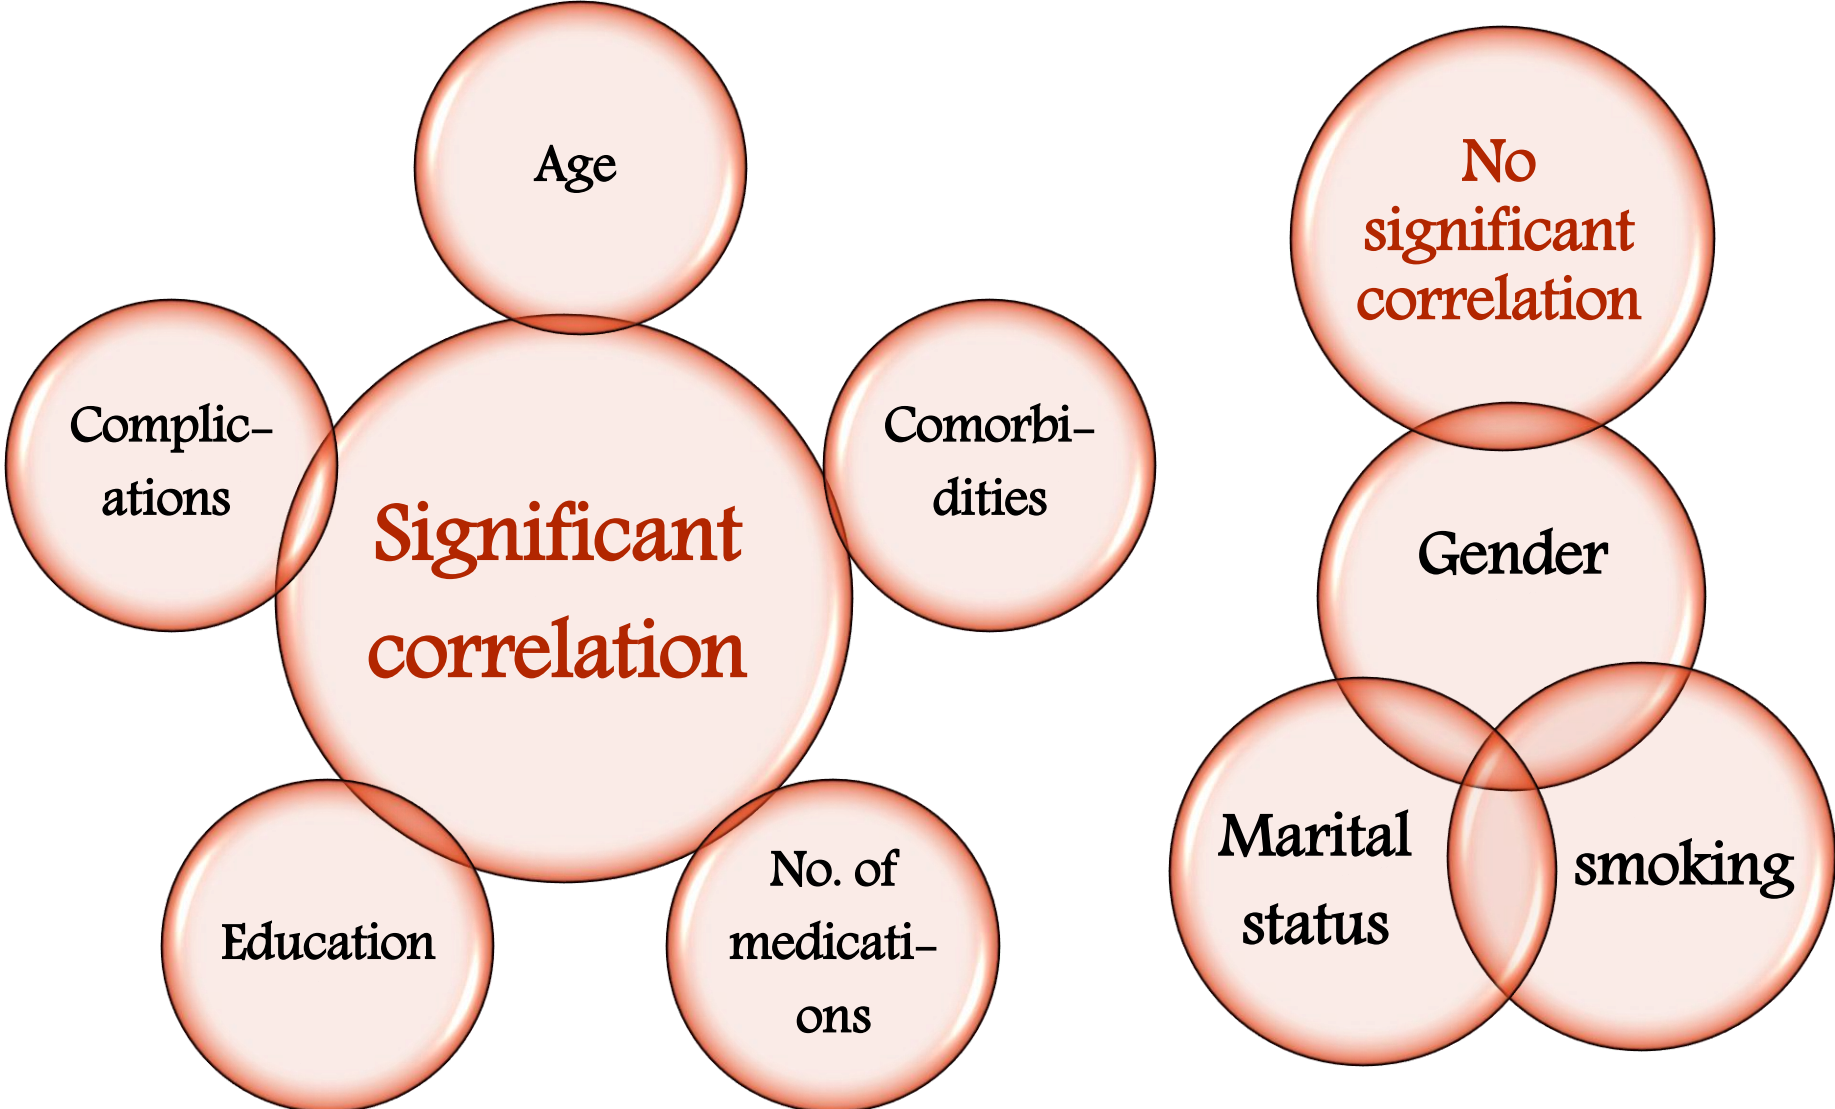 Age
Complic-
ations
Comorbi-
dities
Significant
correlation
Education
No. of
medicati-
ons
No
significant
correlation
Gender
Marital
status
smoking